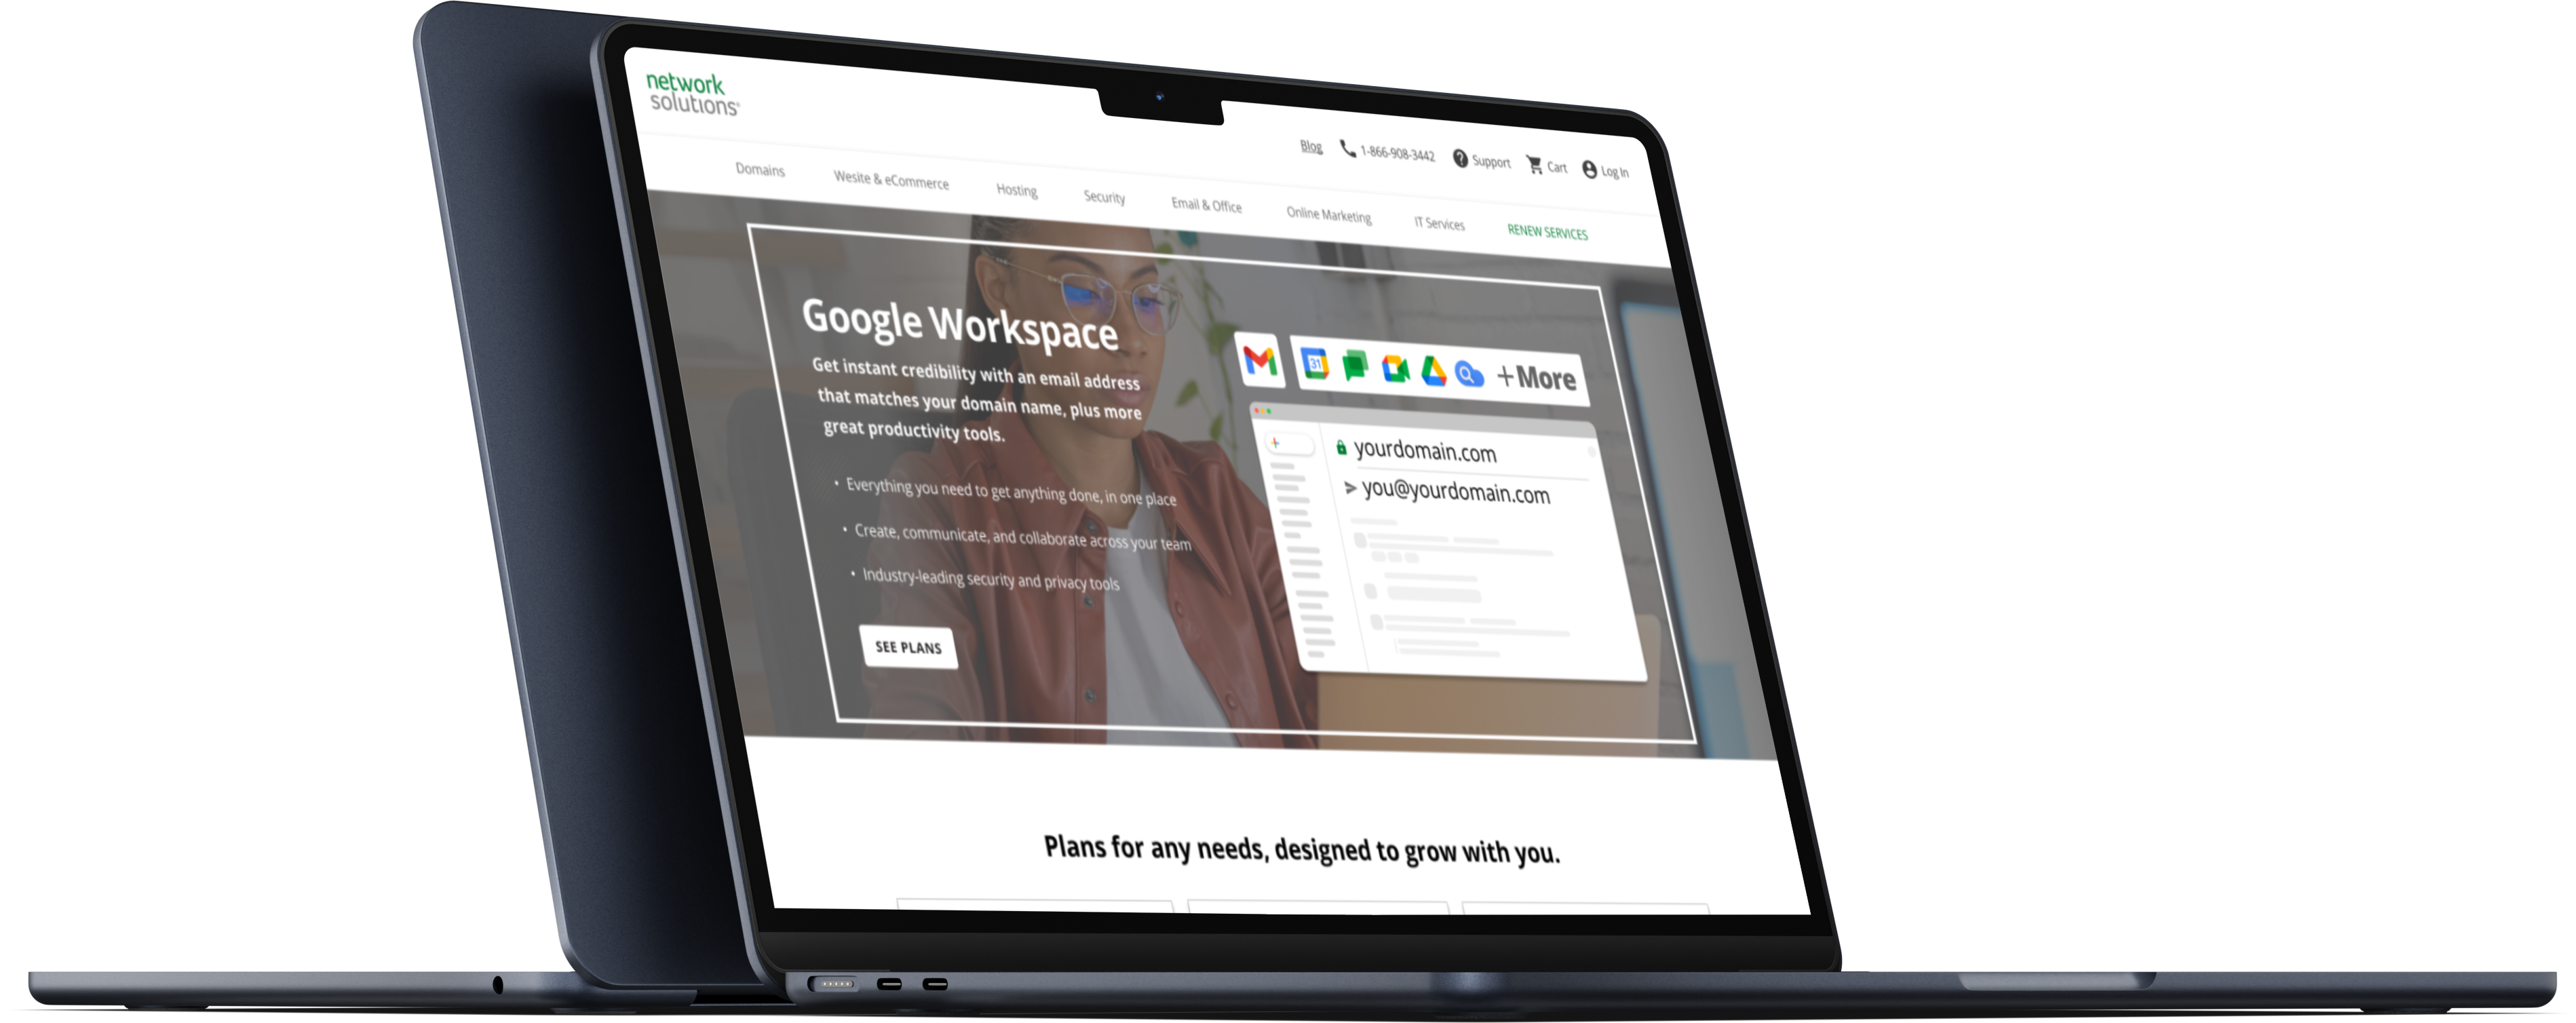 network
solutions®
Blog 1-866-908-3442 Support Cart Log In
Domains Wesite & eCommerce Hosting Security Email & Office Online Marketing IT Services RENEW SERVICES
Google Workspace
Get instant credibility with an email address
that matches your domain name, plus more
great productivity tools.
• Everything you need to get anything done, in one place
• Create, communicate, and collaborate across your team
• Industry-leading security and privacy tools
SEE PLANS
31
+More
yourdomain.com
you@yourdomain.com
Plans for any needs, designed to grow with you.